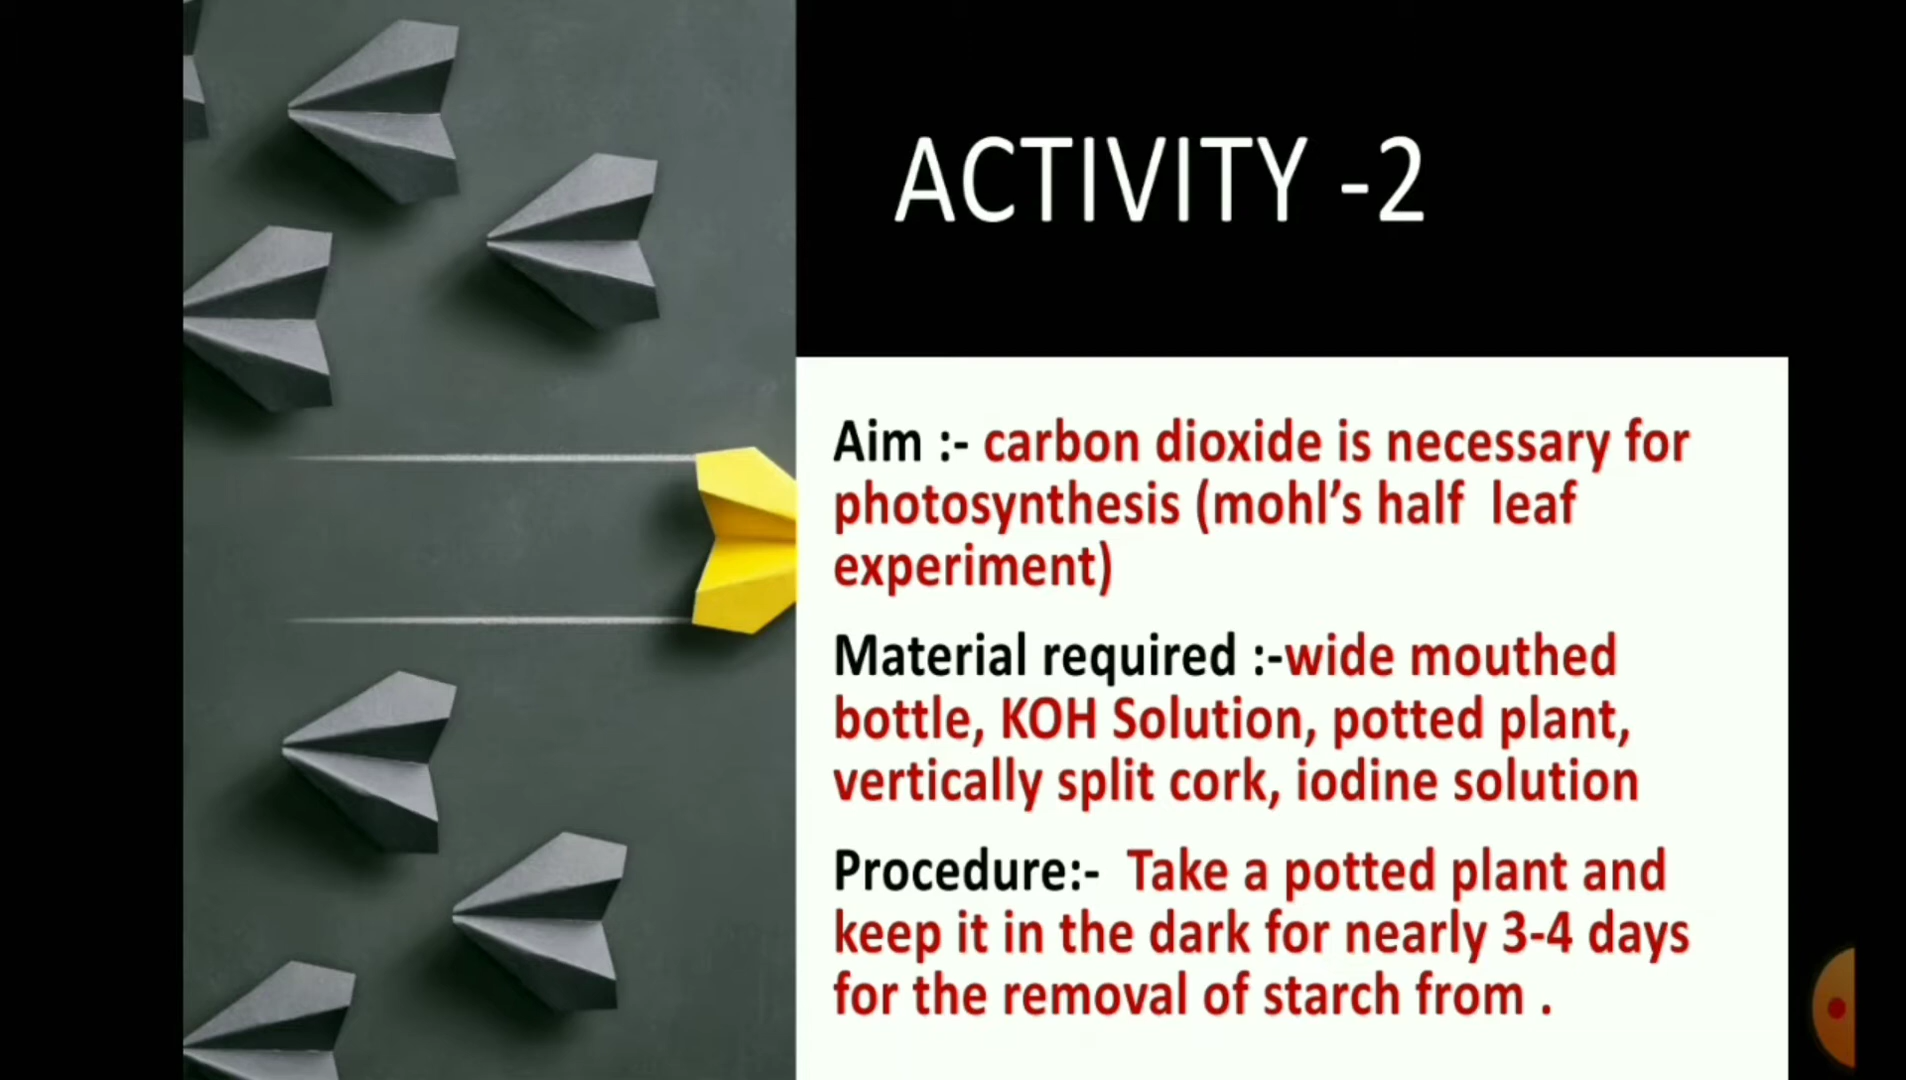 ACTIVITY -2
Aim :- carbon dioxide is necessary for
photosynthesis (mohl's half leaf
experiment)
Material required :-wide mouthed
bottle, KOH Solution, potted plant,
vertically split cork, iodine solution
Procedure:- Take a potted plant and
keep it in the dark for nearly 3-4 days
for the removal of starch from .